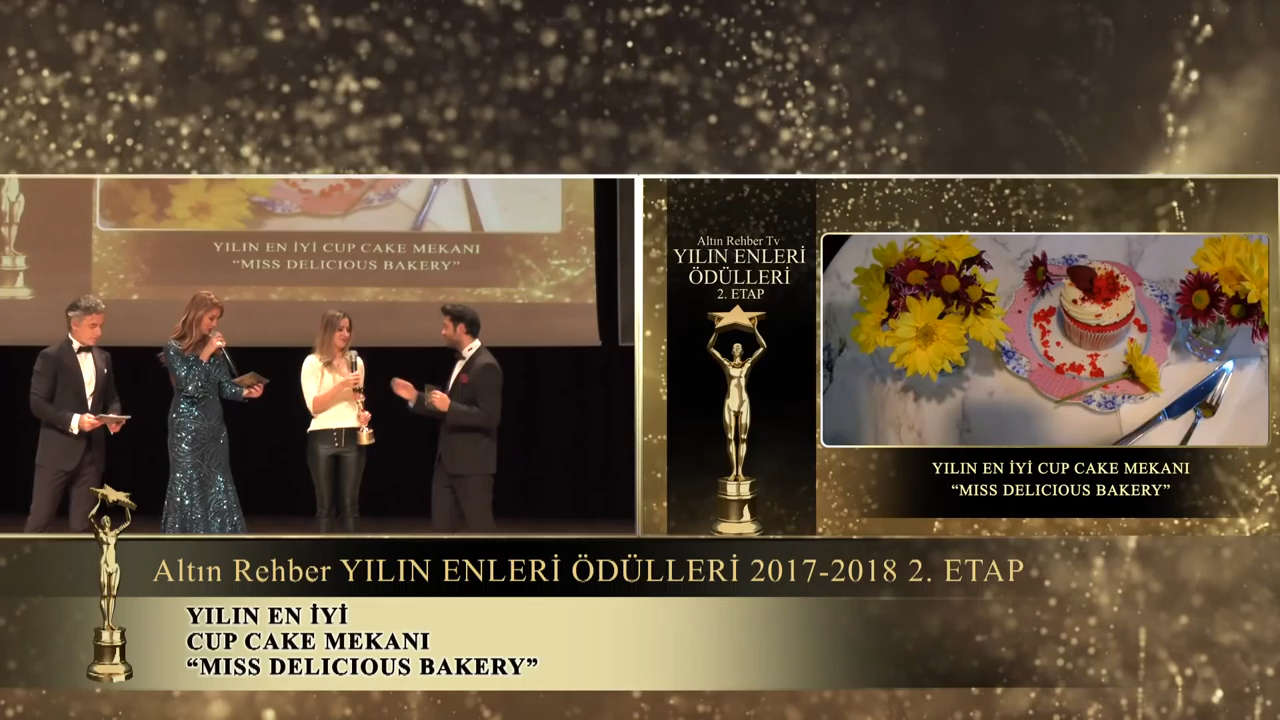 YILIN EN İYİ CUP CAKE MEKANI
“MISS DELICIOUS BAKERY”
Altın Rehber Tv
YILIN ENLERİ
ÖDÜLLERİ
2. ETAP
YILIN EN İYİ CUP CAKE MEKANI
“MISS DELICIOUS BAKERY”
Altın Rehber YILIN ENLERİ ÖDÜLLERİ 2017-2018 2. ETAP
YILIN EN İYİ
CUP CAKE MEKANI
“MISS DELICIOUS BAKERY”